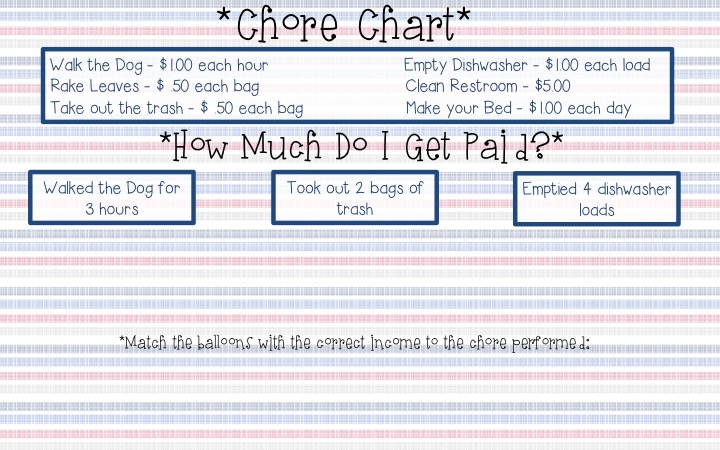 *Chore Chart*
Walk the Dog - $1.00 each hour
Rake Leaves - $ .50 each bag
Take out the trash - $ .50 each bag
Empty Dishwasher - $1.00 each load
Clean Restroom - $5.00
Make your Bed - $1.00 each day
*How Much Do I Get Paid?*
Walked the Dog for
3 hours
Took out 2 bags of
trash
Emptied 4 dishwasher
loads
*Match the balloons with the correct income to the chore performed: